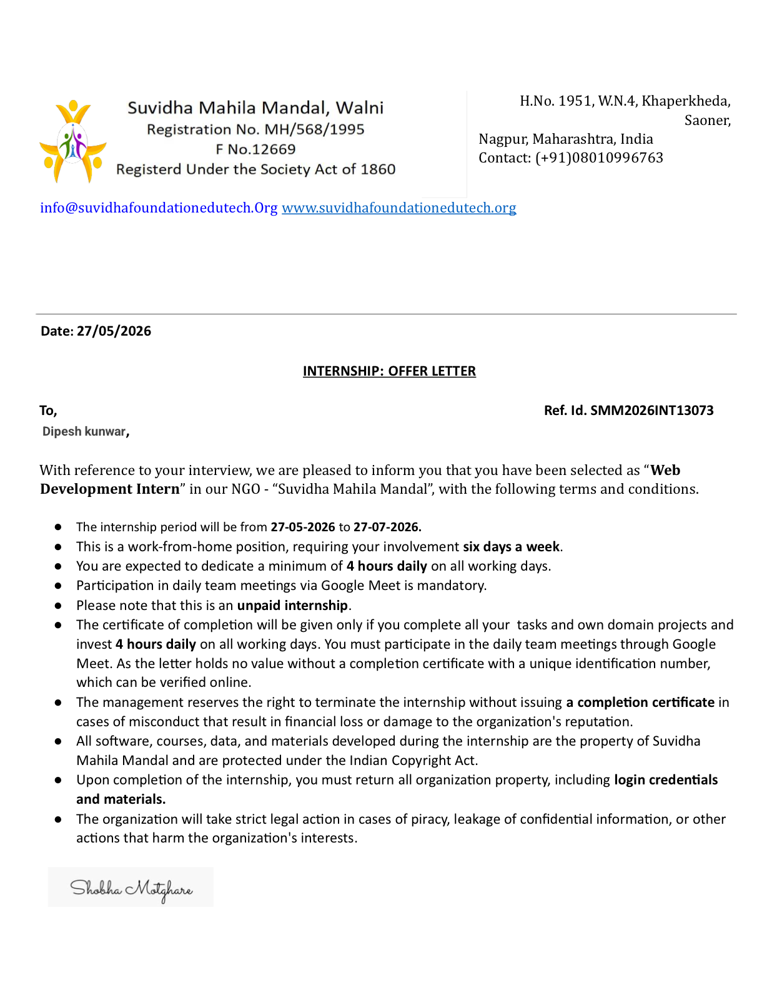 Suvidha Mahila Mandal, Walni
Registration No. MH/568/1995
F No.12669
Registerd Under the Society Act of 1860
H.No. 1951, W.N.4, Khaperkheda,
Saoner,
Nagpur, Maharashtra, India
Contact: (+91)08010996763
info@suvidhafoundationedutech.Org www.suvidhafoundationedutech.org
Date: 27/05/2026
INTERNSHIP: OFFER LETTER
To, Ref. Id. SMM2026INT13073
Dipesh kunwar,
With reference to your interview, we are pleased to inform you that you have been selected as “Web
Development Intern” in our NGO - “Suvidha Mahila Mandal”, with the following terms and conditions.
● The internship period will be from 27-05-2026 to 27-07-2026.
● This is a work-from-home position, requiring your involvement six days a week.
● You are expected to dedicate a minimum of 4 hours daily on all working days.
● Participation in daily team meetings via Google Meet is mandatory.
● Please note that this is an unpaid internship.
● The certificate of completion will be given only if you complete all your tasks and own domain projects and
invest 4 hours daily on all working days. You must participate in the daily team meetings through Google
Meet. As the letter holds no value without a completion certificate with a unique identification number,
which can be verified online.
● The management reserves the right to terminate the internship without issuing a completion certificate in
cases of misconduct that result in financial loss or damage to the organization's reputation.
● All software, courses, data, and materials developed during the internship are the property of Suvidha
Mahila Mandal and are protected under the Indian Copyright Act.
● Upon completion of the internship, you must return all organization property, including login credentials
and materials.
● The organization will take strict legal action in cases of piracy, leakage of confidential information, or other
actions that harm the organization's interests.
Shobha Motghare